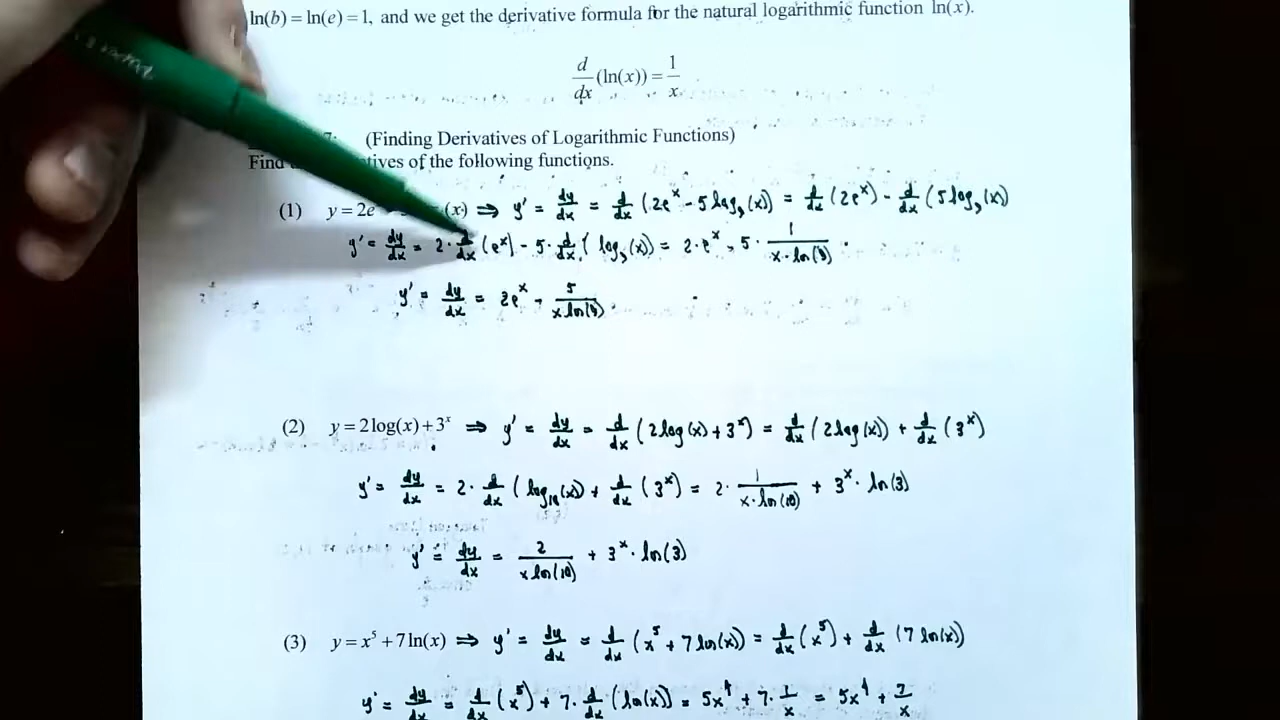 ln(b) = ln(e) = 1, and we get the derivative formula for the natural logarithmic function ln(x).
d/dx (ln(x)) = 1/x
7: (Finding Derivatives of Logarithmic Functions)
Find of the following functions.
(1) y = 2e (x) ⇒ y' = dy/dx = d/dx (2e^x - 5 log (x)) = d/dx (2e^x) - d/dx (5 log (x))
y' = dy/dx = 2 · d/dx (e^x) - 5 · d/dx ( log (x)) = 2 · e^x - 5 · 1/(x · ln( ))
y' = dy/dx = 2e^x - 5/(x ln( ))
(2) y = 2 log(x) + 3^x ⇒ y' = dy/dx = d/dx (2 log(x) + 3^x) = d/dx (2 log(x)) + d/dx (3^x)
y' = dy/dx = 2 · d/dx (log_10(x)) + d/dx (3^x) = 2 · 1/(x · ln(10)) + 3^x · ln(3)
y' = dy/dx = 2/(x ln(10)) + 3^x · ln(3)
(3) y = x^5 + 7 ln(x) ⇒ y' = dy/dx = d/dx (x^5 + 7 ln(x)) = d/dx (x^5) + d/dx (7 ln(x))
y' = dy/dx = d/dx (x^5) + 7 · d/dx (ln(x)) = 5x^4 + 7 · 1/x = 5x^4 + 7/x